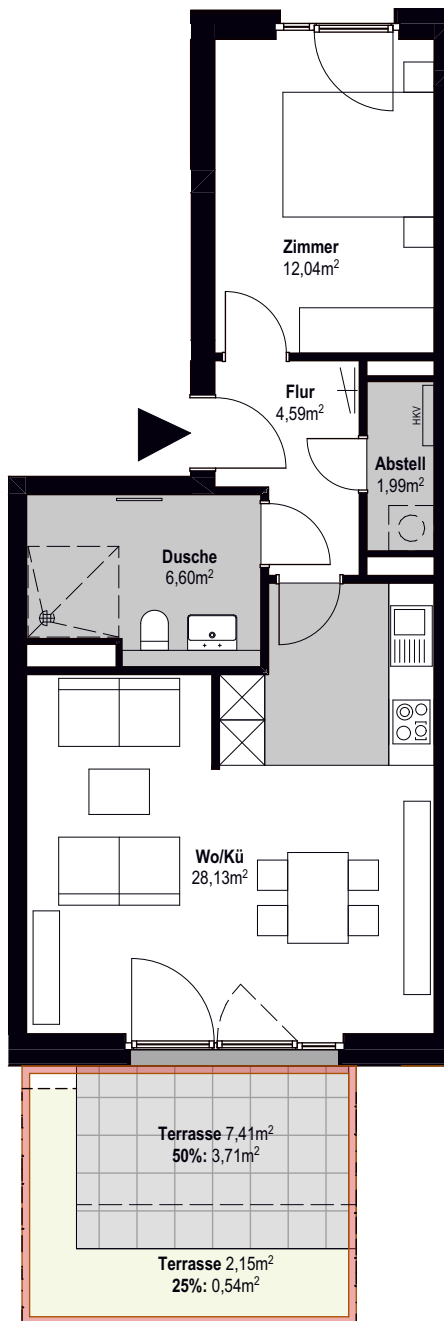 Zimmer
12,04m²
Flur
4,59m²
HKV
Abstell
1,99m²
Dusche
6,60m²
Wo/Kü
28,13m²
Terrasse 7,41m²
50%: 3,71m²
Terrasse 2,15m²
25%: 0,54m²